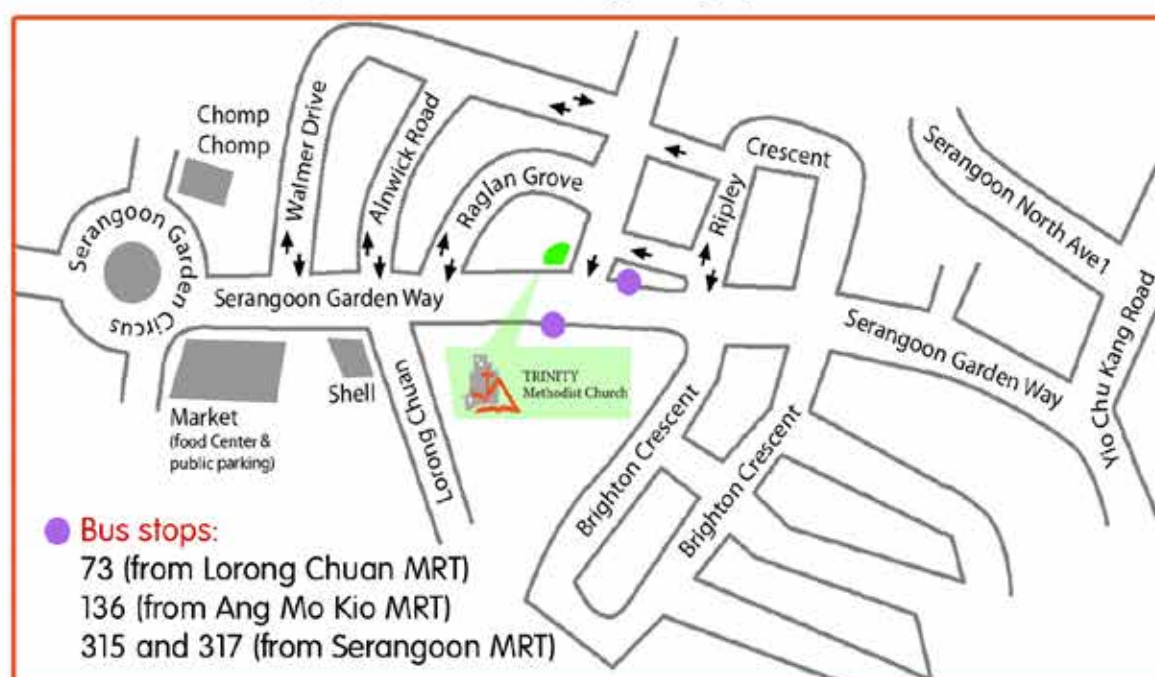 Chomp
Chomp
Walmer Drive
Alnwick Road
Raglan Grove
Ripley
Crescent
Serangoon North Ave 1
Serangoon Garden Circus
Serangoon Garden Way
Serangoon Garden Way
Yio Chu Kang Road
Market
(food Center &
public parking)
Shell
Lorong Chuan
TRINITY
Methodist Church
Brighton Crescent
Brighton Crescent
Bus stops:
73 (from Lorong Chuan MRT)
136 (from Ang Mo Kio MRT)
315 and 317 (from Serangoon MRT)